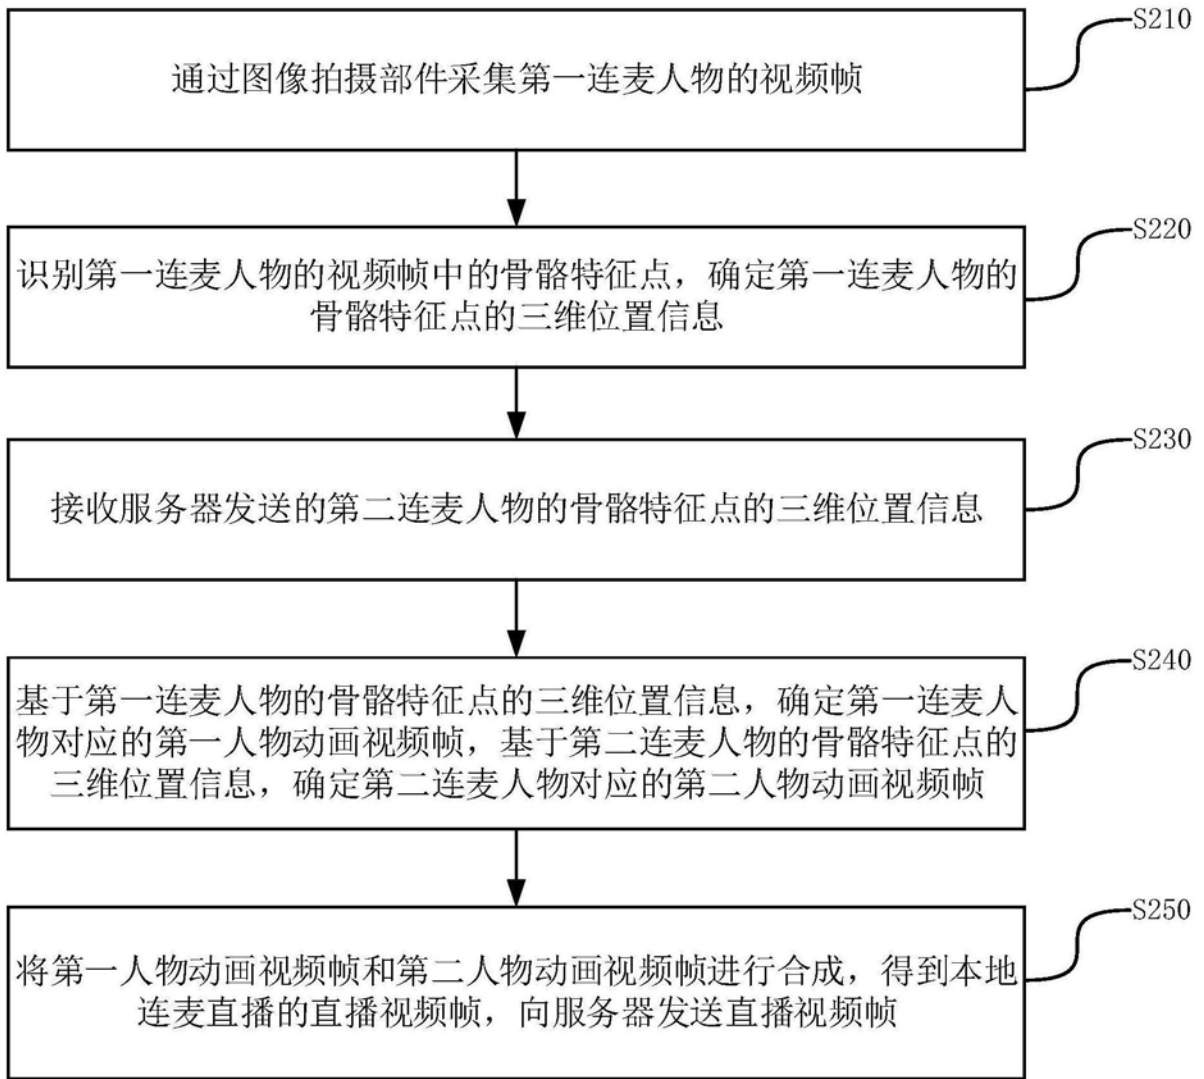 S210
通过图像拍摄部件采集第一连麦人物的视频帧
S220
识别第一连麦人物的视频帧中的骨骼特征点，确定第一连麦人物的
骨骼特征点的三维位置信息
S230
接收服务器发送的第二连麦人物的骨骼特征点的三维位置信息
S240
基于第一连麦人物的骨骼特征点的三维位置信息，确定第一连麦人
物对应的第一人物动画视频帧，基于第二连麦人物的骨骼特征点的
三维位置信息，确定第二连麦人物对应的第二人物动画视频帧
S250
将第一人物动画视频帧和第二人物动画视频帧进行合成，得到本地
连麦直播的直播视频帧，向服务器发送直播视频帧